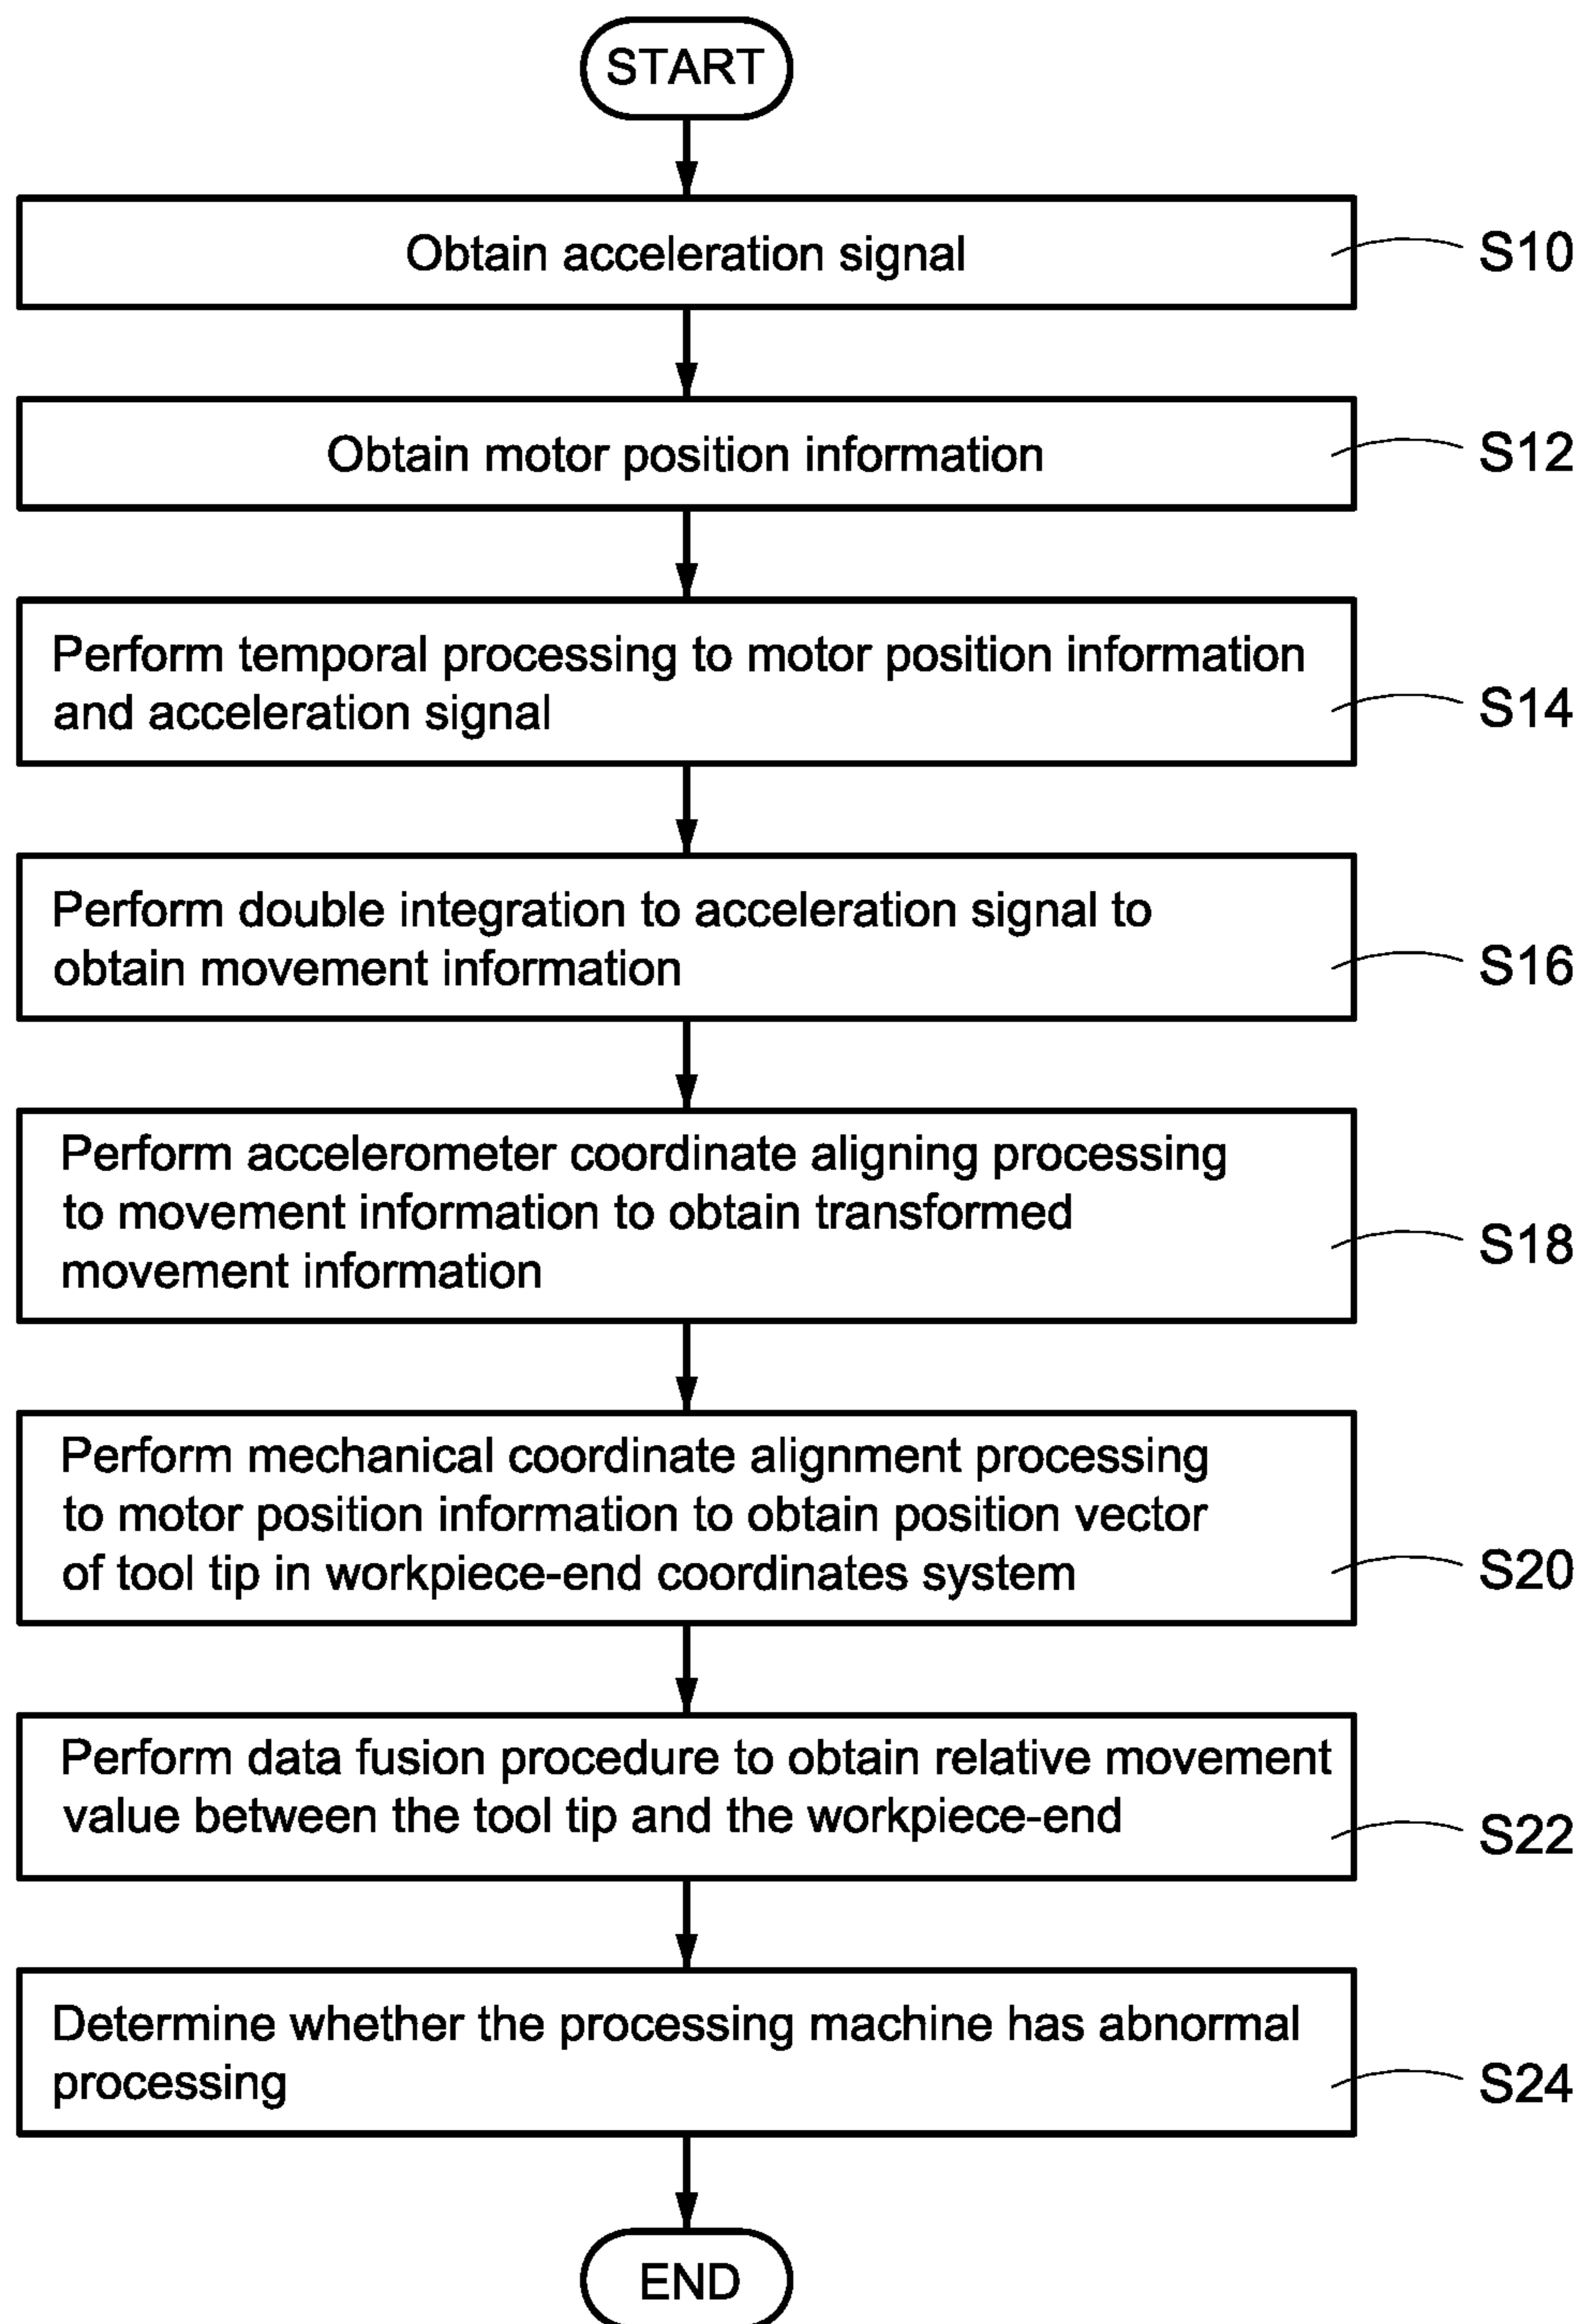 START
Obtain acceleration signal
S10
Obtain motor position information
S12
Perform temporal processing to motor position information
and acceleration signal
S14
Perform double integration to acceleration signal to
obtain movement information
S16
Perform accelerometer coordinate aligning processing
to movement information to obtain transformed
movement information
S18
Perform mechanical coordinate alignment processing
to motor position information to obtain position vector
of tool tip in workpiece-end coordinates system
S20
Perform data fusion procedure to obtain relative movement
value between the tool tip and the workpiece-end
S22
Determine whether the processing machine has abnormal
processing
S24
END